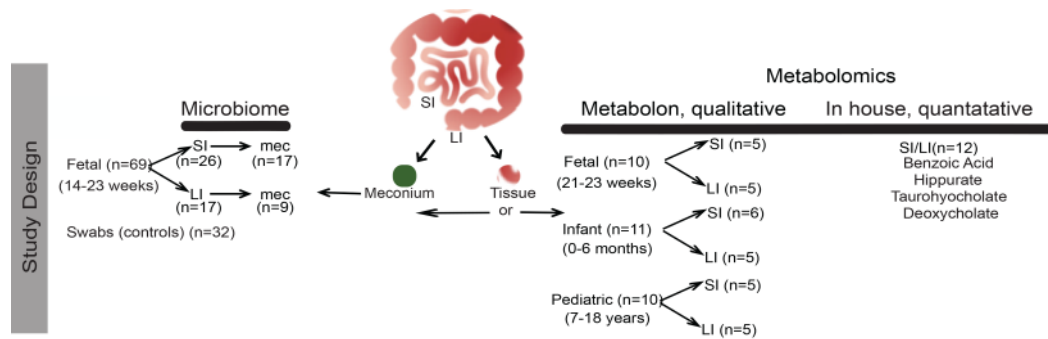 Study Design
Microbiome
Fetal (n=69)
(14-23 weeks)
SI
(n=26)
mec
(n=17)
LI
(n=17)
mec
(n=9)
Swabs (controls) (n=32)
SI
LI
Meconium
Tissue
or
Metabolomics
Metabolon, qualitative
In house, quantatate
Fetal (n=10)
(21-23 weeks)
SI (n=5)
LI (n=5)
Infant (n=11)
(0-6 months)
SI (n=6)
LI (n=5)
Pediatric (n=10)
(7-18 years)
SI (n=5)
LI (n=5)
SI/LI(n=12)
Benzoic Acid
Hippurate
Taurohyocholate
Deoxycholate